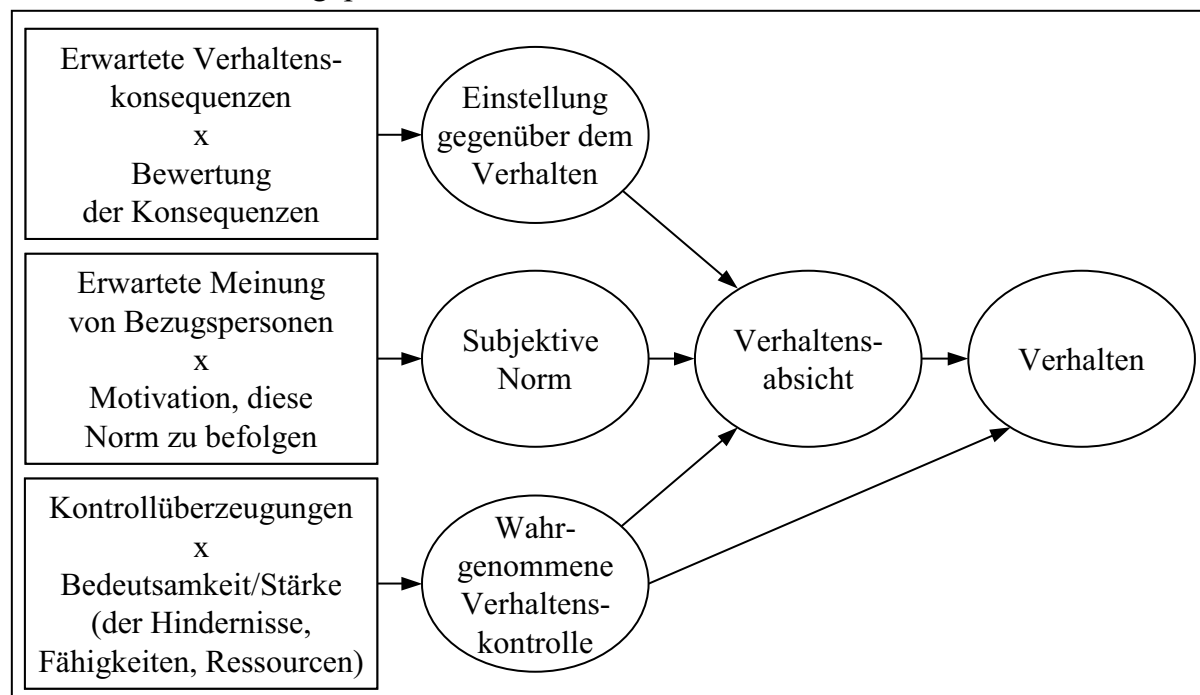 Erwartete Verhaltens-
konsequenzen
x
Bewertung
der Konsequenzen
Einstellung
gegenüber dem
Verhalten
Erwartete Meinung
von Bezugspersonen
x
Motivation, diese
Norm zu befolgen
Subjektive
Norm
Verhaltens-
absicht
Verhalten
Kontrollüberzeugungen
x
Bedeutsamkeit/Stärke
(der Hindernisse,
Fähigkeiten, Ressourcen)
Wahr-
genommene
Verhaltens-
kontrolle